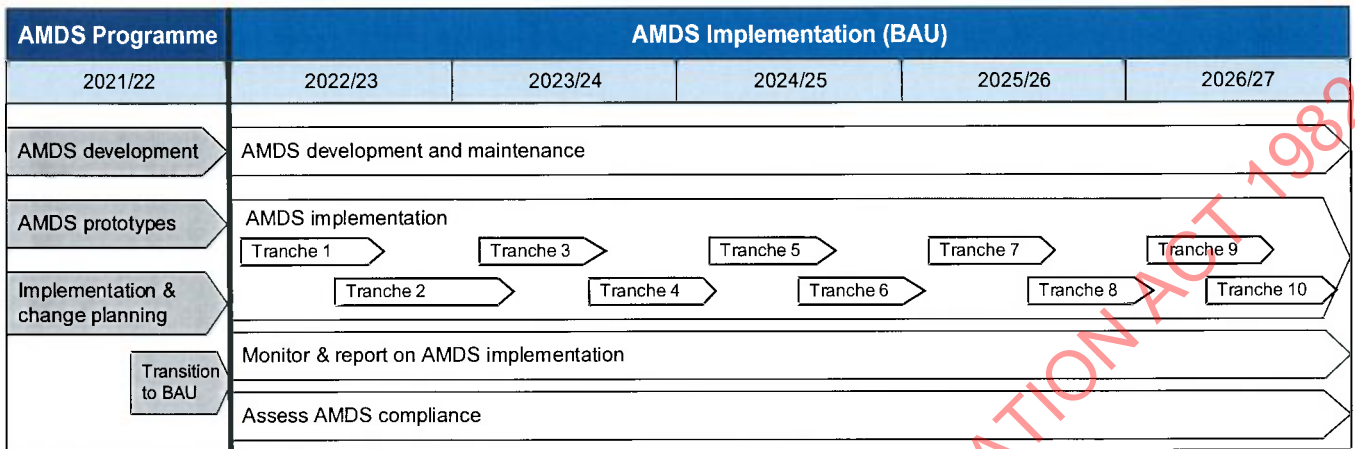 AMDS Programme
AMDS Implementation (BAU)
2021/22
2022/23
2023/24
2024/25
2025/26
2026/27
AMDS development
AMDS development and maintenance
AMDS prototypes
AMDS implementation
Tranche 1
Tranche 3
Tranche 5
Tranche 7
Tranche 9
Implementation &
change planning
Tranche 2
Tranche 4
Tranche 6
Tranche 8
Tranche 10
Monitor & report on AMDS implementation
Transition
to BAU
Assess AMDS compliance
ATION ACT 1982